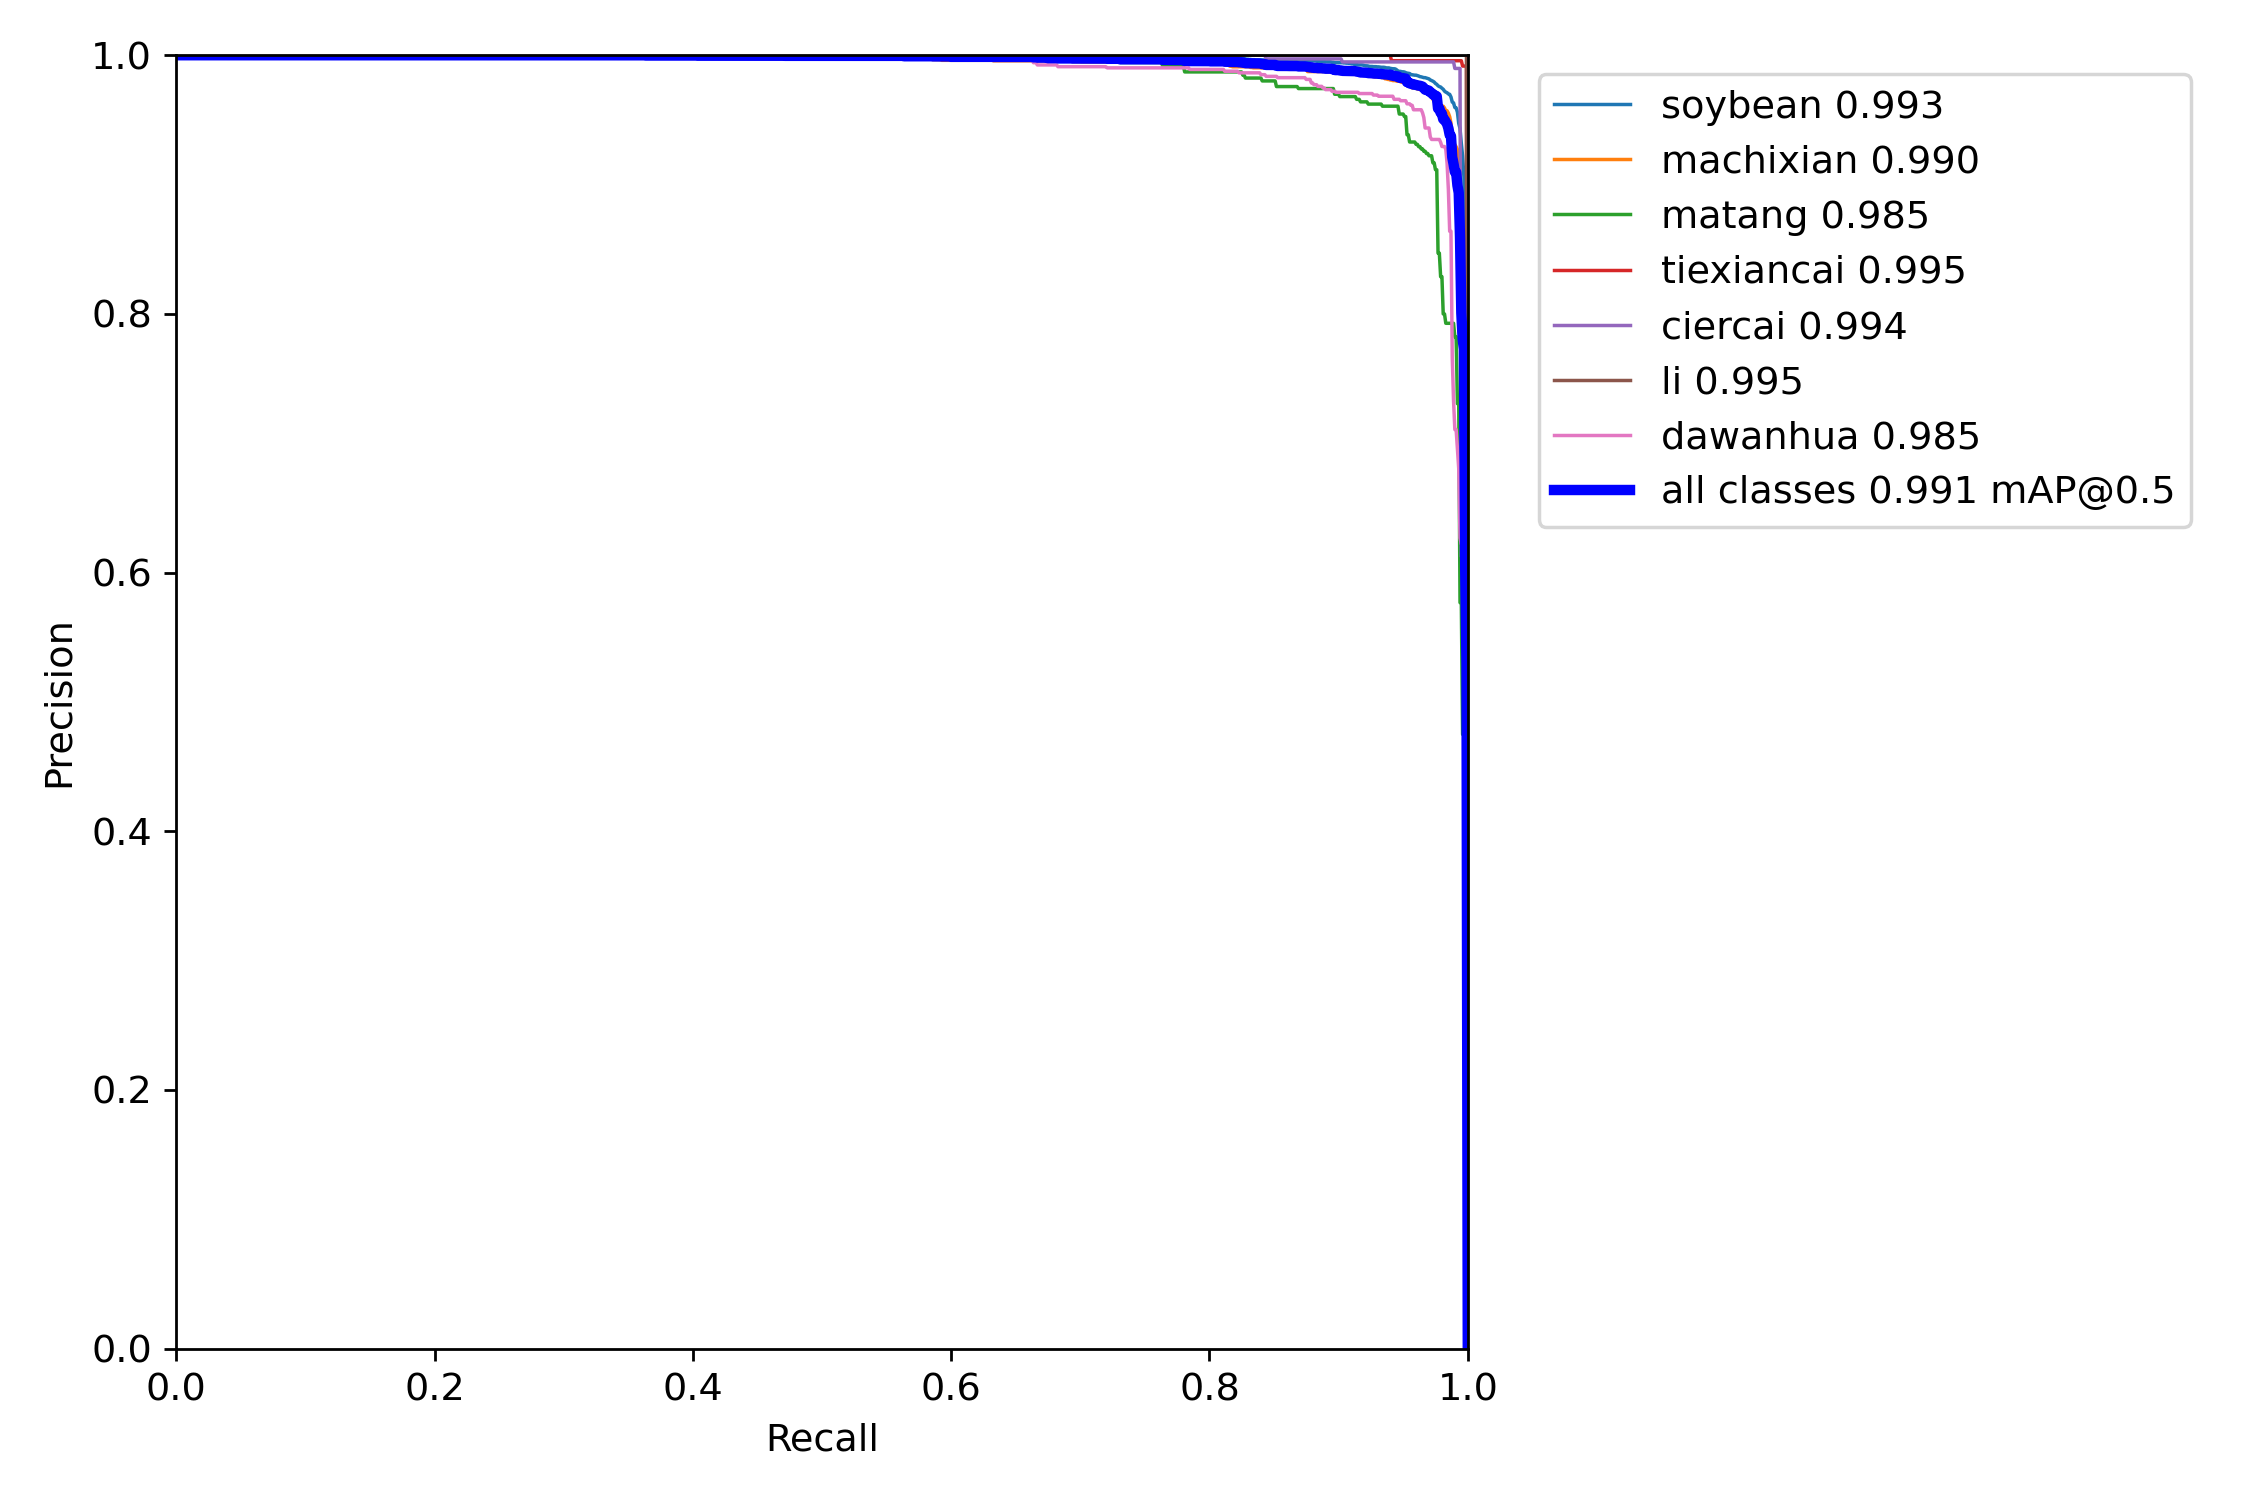 1.0
0.8
0.6
0.4
0.2
0.0
0.0 0.2 0.4 0.6 0.8 1.0
Precision
Recall
soybean 0.993
machixian 0.990
matang 0.985
tiexiancai 0.995
ciercai 0.994
li 0.995
dawanhua 0.985
all classes 0.991 mAP@0.5